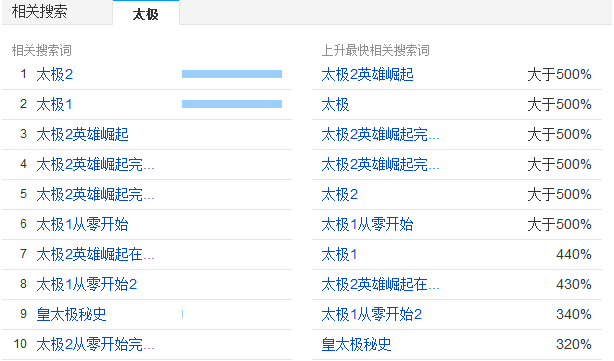 相关搜索 太极
相关搜索词 上升最快相关搜索词
1 太极2 太极2英雄崛起 大于500%
2 太极1 太极 大于500%
3 太极2英雄崛起 太极2英雄崛起完... 大于500%
4 太极2英雄崛起完... 太极2英雄崛起完... 大于500%
5 太极2英雄崛起完... 太极2 大于500%
6 太极1从零开始 太极1从零开始 大于500%
7 太极2英雄崛起在... 太极1 440%
8 太极1从零开始2 太极2英雄崛起在... 430%
9 皇太极秘史 太极1从零开始2 340%
10 太极2从零开始完... 皇太极秘史 320%